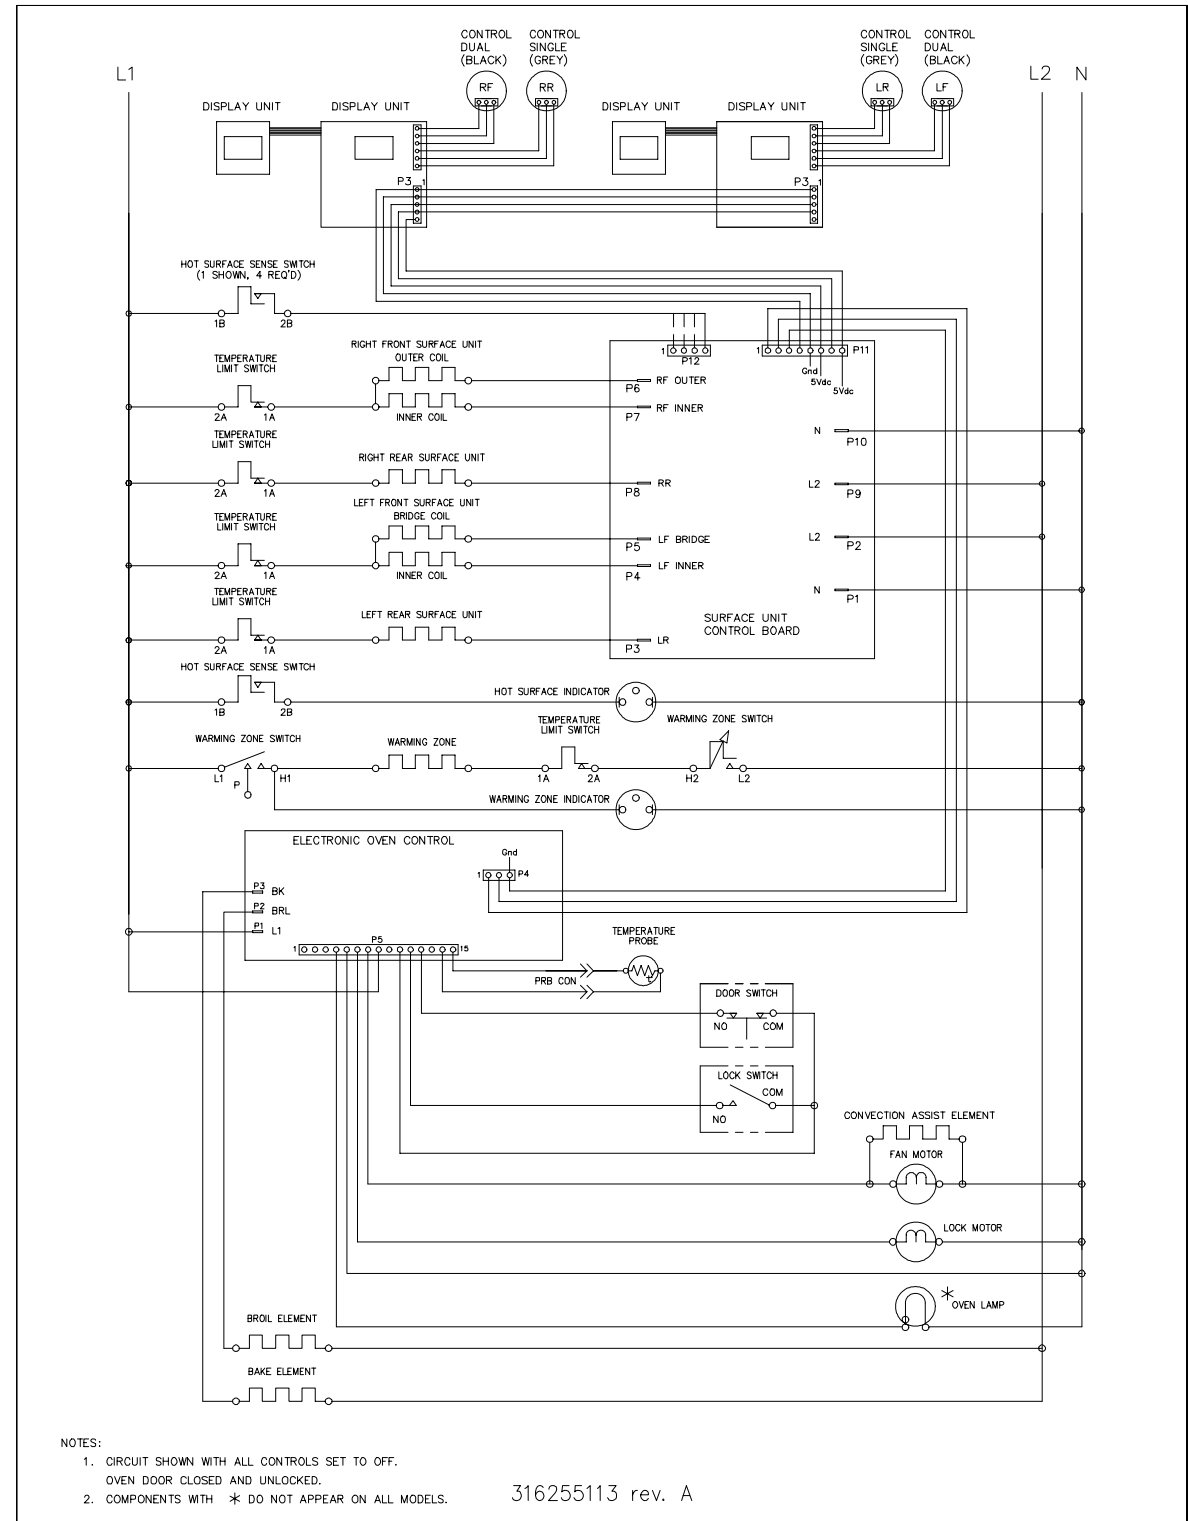 CONTROL DUAL (BLACK)
CONTROL SINGLE (GREY)
CONTROL SINGLE (GREY)
CONTROL DUAL (BLACK)
L1
L2
N
RF
RR
LR
LF
DISPLAY UNIT
DISPLAY UNIT
DISPLAY UNIT
DISPLAY UNIT
P3
1
P3
1
HOT SURFACE SENSE SWITCH
(1 SHOWN, 4 REQ'D)
1B
2B
1
P12
1
P11
Gnd
5Vdc
5Vdc
RIGHT FRONT SURFACE UNIT
OUTER COIL
TEMPERATURE
LIMIT SWITCH
P6
RF OUTER
2A
1A
INNER COIL
P7
RF INNER
N
P10
TEMPERATURE
LIMIT SWITCH
RIGHT REAR SURFACE UNIT
2A
1A
P8
RR
L2
P9
LEFT FRONT SURFACE UNIT
BRIDGE COIL
TEMPERATURE
LIMIT SWITCH
P5
LF BRIDGE
L2
P2
2A
1A
INNER COIL
P4
LF INNER
N
P1
TEMPERATURE
LIMIT SWITCH
LEFT REAR SURFACE UNIT
SURFACE UNIT
CONTROL BOARD
2A
1A
P3
LR
HOT SURFACE SENSE SWITCH
1B
2B
HOT SURFACE INDICATOR
WARMING ZONE SWITCH
WARMING ZONE
TEMPERATURE
LIMIT SWITCH
WARMING ZONE SWITCH
L1
P
H1
1A
2A
H2
L2
WARMING ZONE INDICATOR
ELECTRONIC OVEN CONTROL
Gnd
1
P4
P3
BK
P2
BRL
P1
L1
P5
1
15
TEMPERATURE
PROBE
t
PRB CON
DOOR SWITCH
NO
COM
LOCK SWITCH
COM
NO
CONVECTION ASSIST ELEMENT
FAN MOTOR
LOCK MOTOR
* OVEN LAMP
BROIL ELEMENT
BAKE ELEMENT
NOTES:
1. CIRCUIT SHOWN WITH ALL CONTROLS SET TO OFF.
OVEN DOOR CLOSED AND UNLOCKED.
2. COMPONENTS WITH * DO NOT APPEAR ON ALL MODELS.
316255113 rev. A